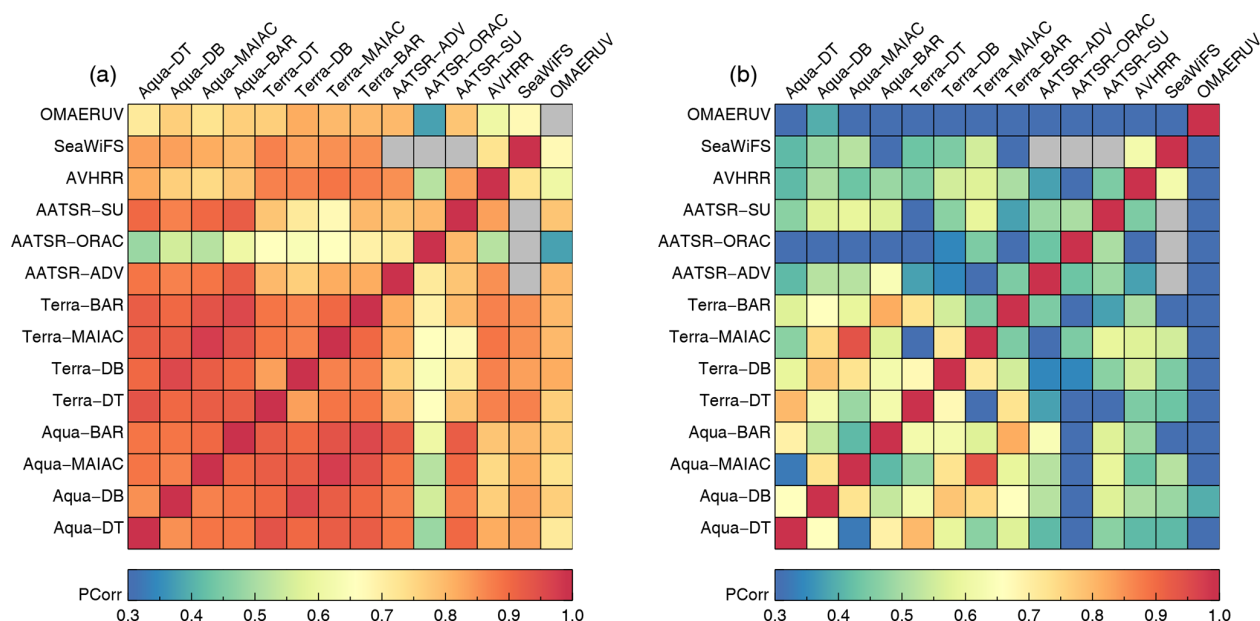 (a)
Aqua−DT
Aqua−DB
Aqua−MAIAC
Aqua−BAR
Terra−DT
Terra−DB
Terra−MAIAC
Terra−BAR
AATSR−ADV
AATSR−ORAC
AATSR−SU
AVHRR
SeaWiFS
OMAERUV
OMAERUV
SeaWiFS
AVHRR
AATSR−SU
AATSR−ORAC
AATSR−ADV
Terra−BAR
Terra−MAIAC
Terra−DB
Terra−DT
Aqua−BAR
Aqua−MAIAC
Aqua−DB
Aqua−DT
PCorr
0.3 0.4 0.5 0.6 0.7 0.8 0.9 1.0
(b)
Aqua−DT
Aqua−DB
Aqua−MAIAC
Aqua−BAR
Terra−DT
Terra−DB
Terra−MAIAC
Terra−BAR
AATSR−ADV
AATSR−ORAC
AATSR−SU
AVHRR
SeaWiFS
OMAERUV
OMAERUV
SeaWiFS
AVHRR
AATSR−SU
AATSR−ORAC
AATSR−ADV
Terra−BAR
Terra−MAIAC
Terra−DB
Terra−DT
Aqua−BAR
Aqua−MAIAC
Aqua−DB
Aqua−DT
PCorr
0.3 0.4 0.5 0.6 0.7 0.8 0.9 1.0